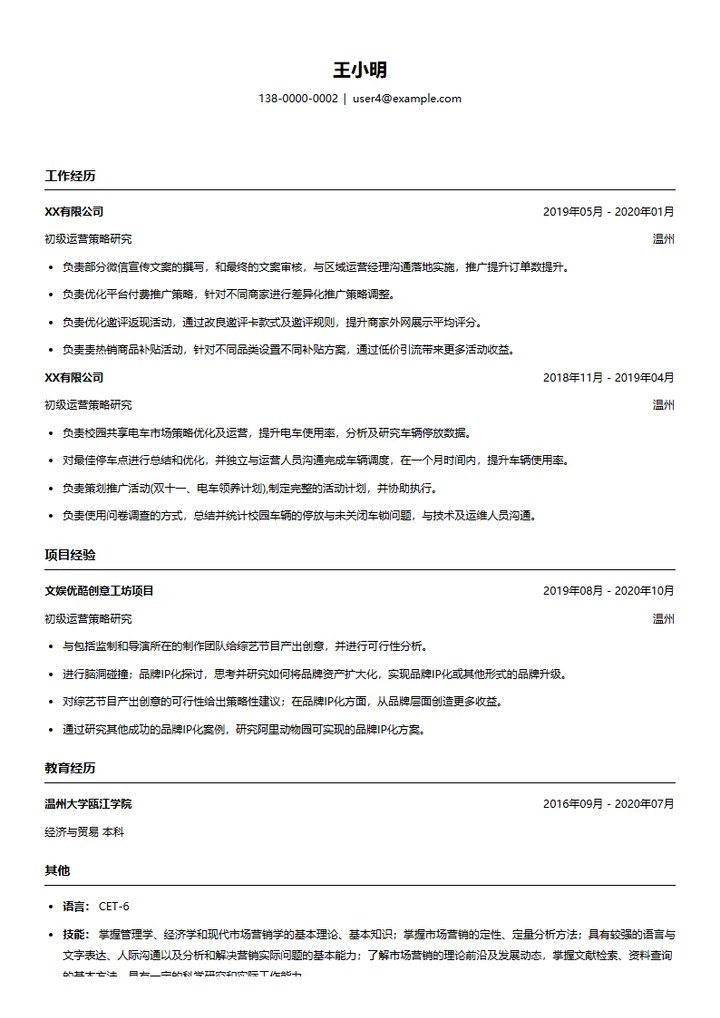 王小明
138-0000-0002 | user4@example.com
工作经历
XX有限公司 2019年05月 - 2020年01月
初级运营策略研究 温州
• 负责部分微信宣传文案的撰写，和最终的文案审核，与区域运营经理沟通落地实施，推广提升订单数提升。
• 负责优化平台付费推广策略，针对不同商家进行差异化推广策略调整。
• 负责优化邀评返现活动，通过改良邀评卡款式及邀评规则，提升商家外网展示平均评分。
• 负责责热销商品补贴活动，针对不同品类设置不同补贴方案，通过低价引流带来更多活动收益。
XX有限公司 2018年11月 - 2019年04月
初级运营策略研究 温州
• 负责校园共享电车市场策略优化及运营，提升电车使用率，分析及研究车辆停放数据。
• 对最佳停车点进行总结和优化，并独立与运营人员沟通完成车辆调度，在一个月时间内，提升车辆使用率。
• 负责策划推广活动(双十一、电车领养计划),制定完整的活动计划，并协助执行。
• 负责使用问卷调查的方式，总结并统计校园车辆的停放与未关闭车锁问题，与技术及运维人员沟通。
项目经验
文娱优酷创意工坊项目 2019年08月 - 2020年10月
初级运营策略研究 温州
• 与包括监制和导演所在的制作团队给综艺节目产出创意，并进行可行性分析。
• 进行脑洞碰撞；品牌IP化探讨，思考并研究如何将品牌资产扩大化，实现品牌IP化或其他形式的品牌升级。
• 对综艺节目产出创意的可行性给出策略性建议；在品牌IP化方面，从品牌层面创造更多收益。
• 通过研究其他成功的品牌IP化案例，研究阿里动物园可实现的品牌IP化方案。
教育经历
温州大学瓯江学院 2016年09月 - 2020年07月
经济与贸易 本科
其他
• 语言： CET-6
• 技能： 掌握管理学、经济学和现代市场营销学的基本理论、基本知识；掌握市场营销的定性、定量分析方法；具有较强的语言与
文字表达、人际沟通以及分析和解决营销实际问题的基本能力；了解市场营销的理论前沿及发展动态，掌握文献检索、资料查询
的基本方法，具有一定的科学研究和实际工作能力